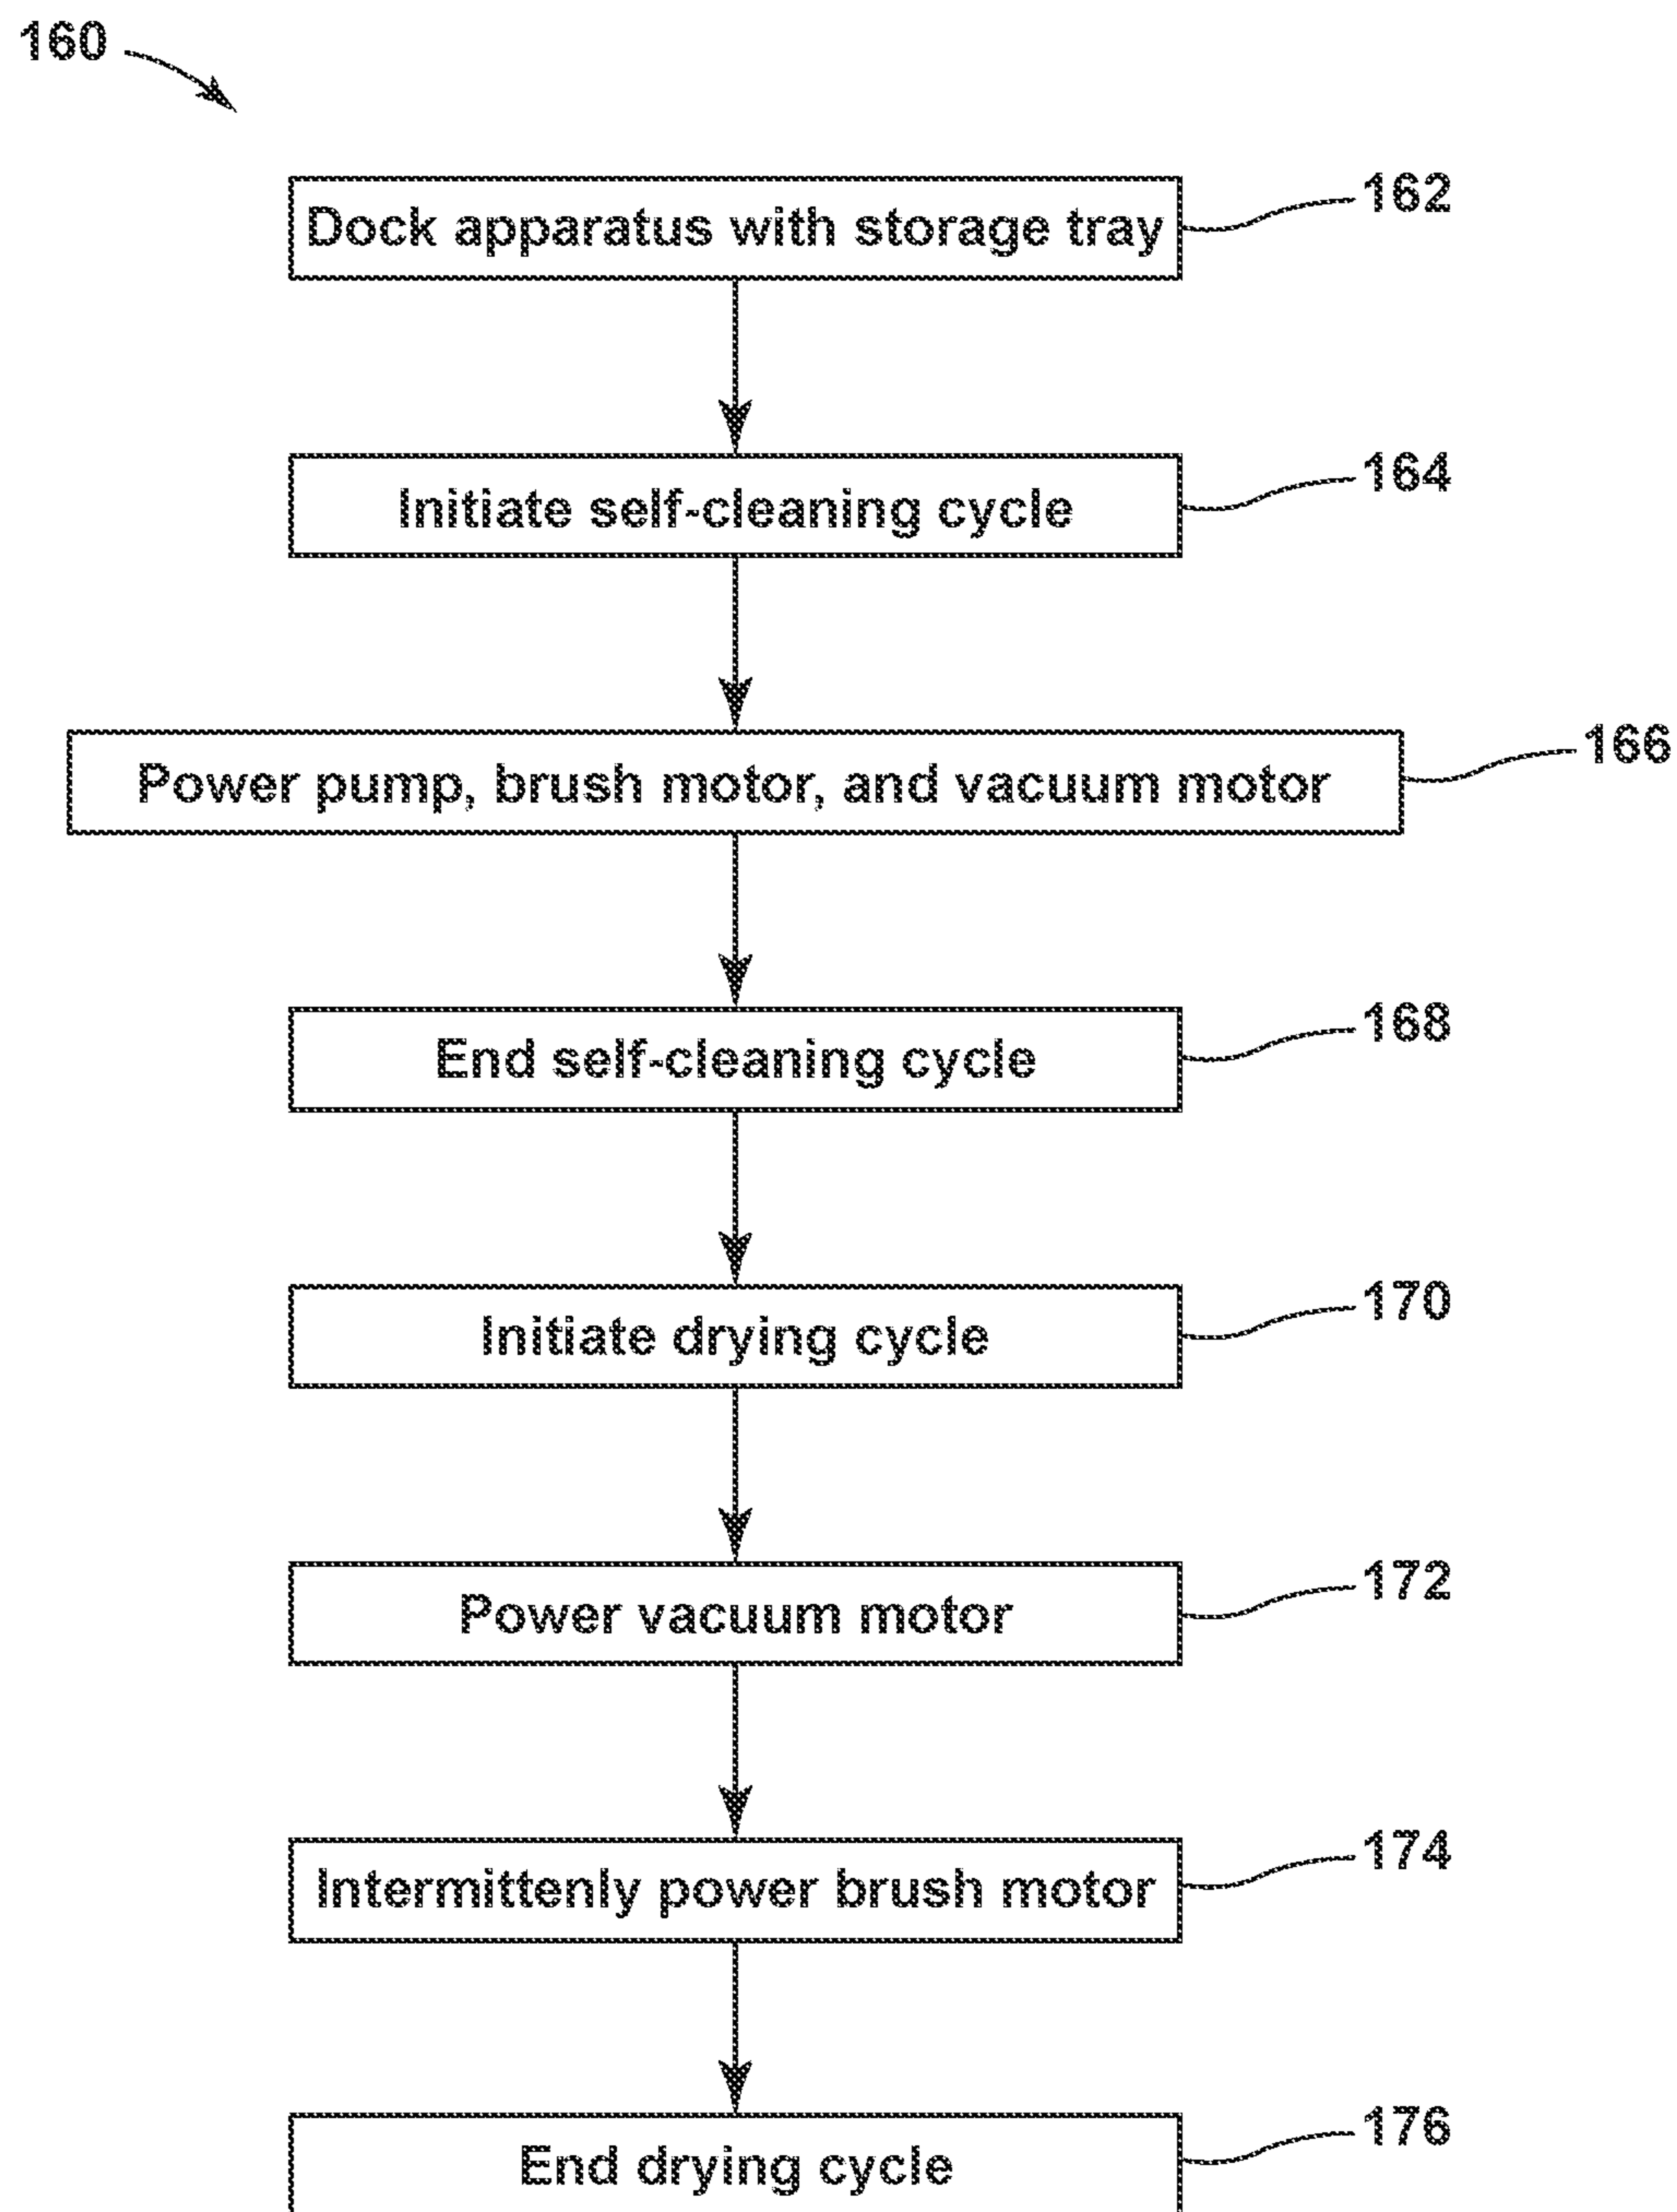 160
Dock apparatus with storage tray
162
Initiate self-cleaning cycle
164
Power pump, brush motor, and vacuum motor
166
End self-cleaning cycle
168
Initiate drying cycle
170
Power vacuum motor
172
Intermittenly power brush motor
174
End drying cycle
176